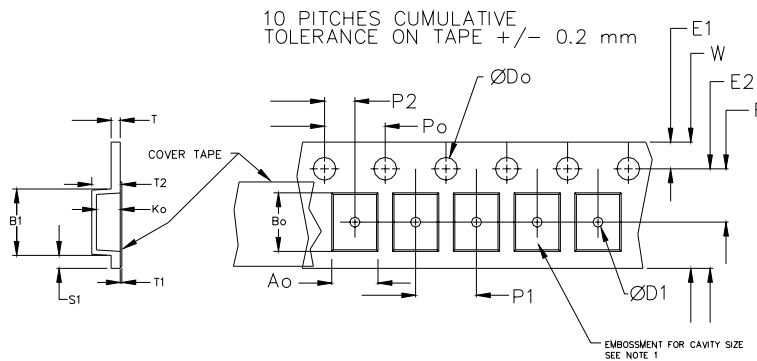 10 PITCHES CUMULATIVE
TOLERANCE ON TAPE +/- 0.2 mm
E1
W
E2
F
ØDo
P2
Po
T
COVER TAPE
T2
Ko
B1
Bo
Ao
P1
ØD1
S1
T1
EMBOSSMENT FOR CAVITY SIZE
SEE NOTE 1